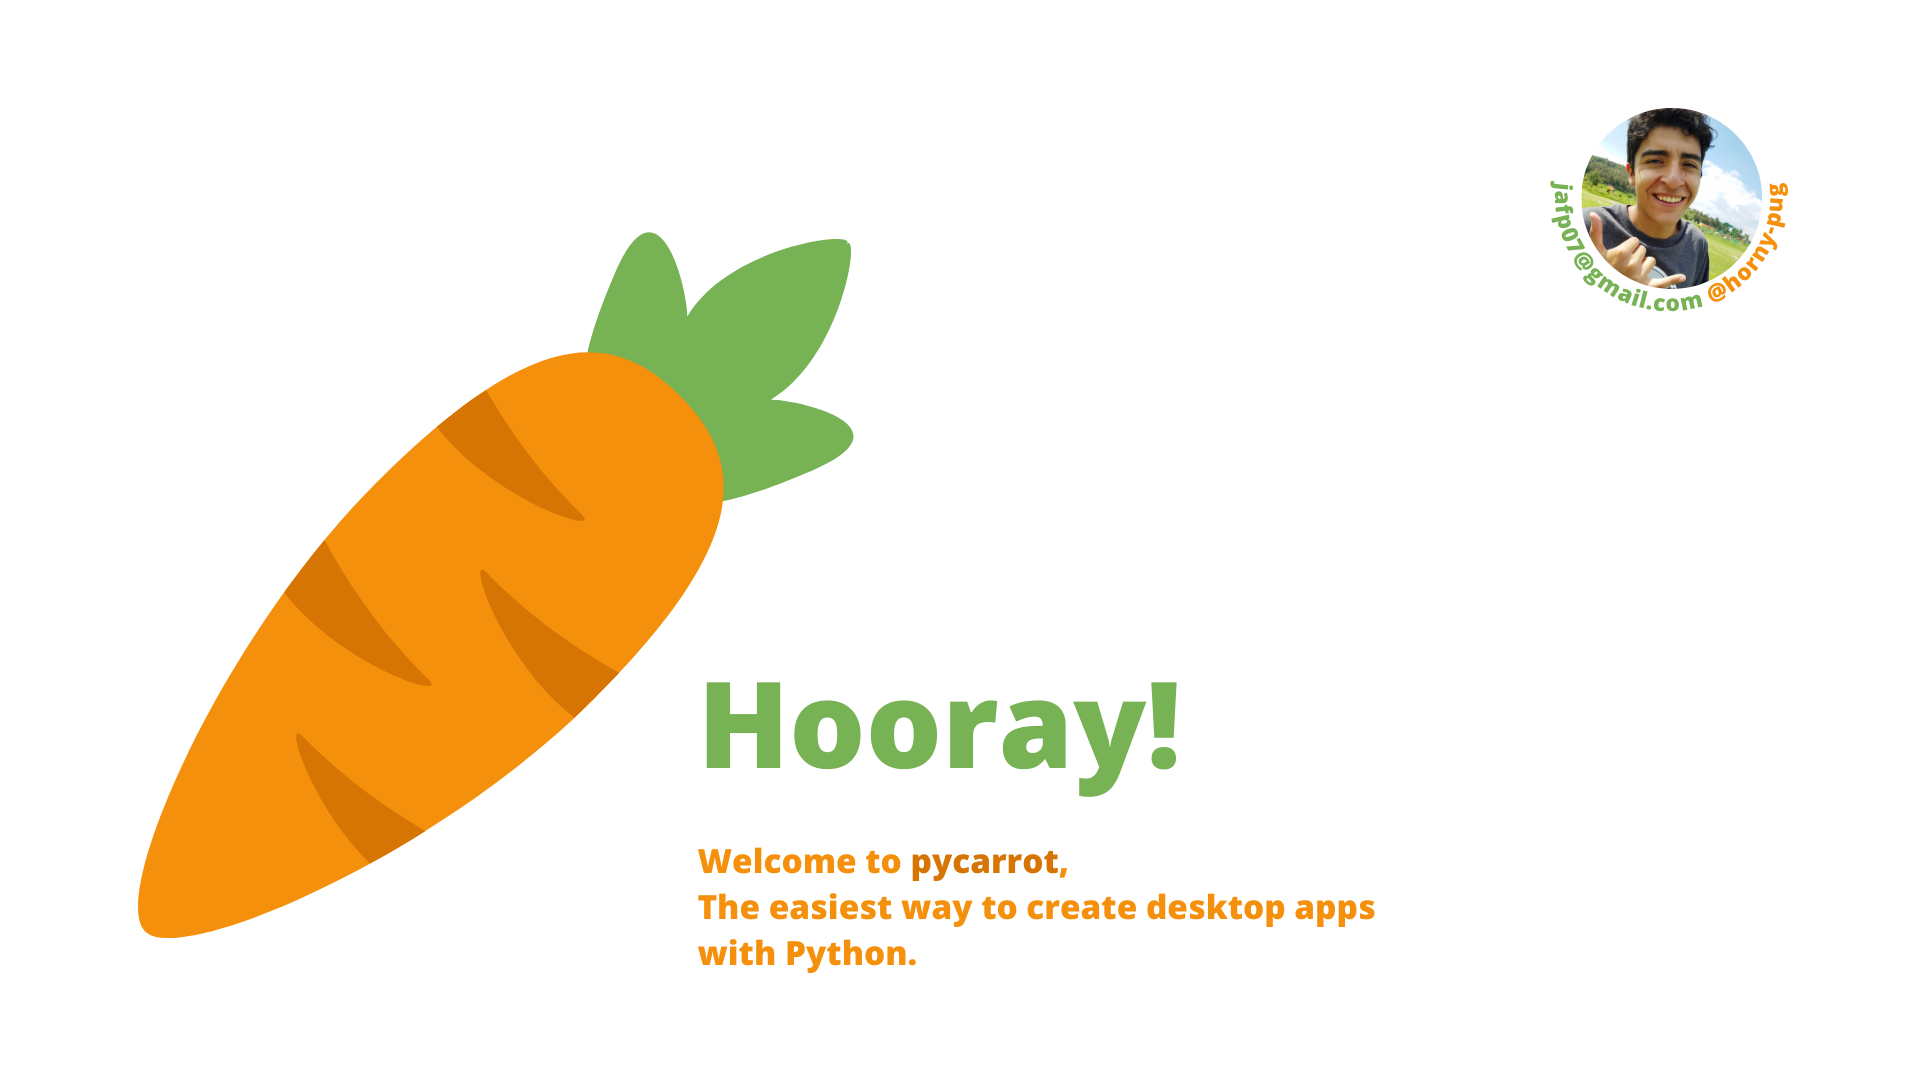 jafp07@gmail.com @horny-pug
Hooray!
Welcome to pycarrot,
The easiest way to create desktop apps
with Python.